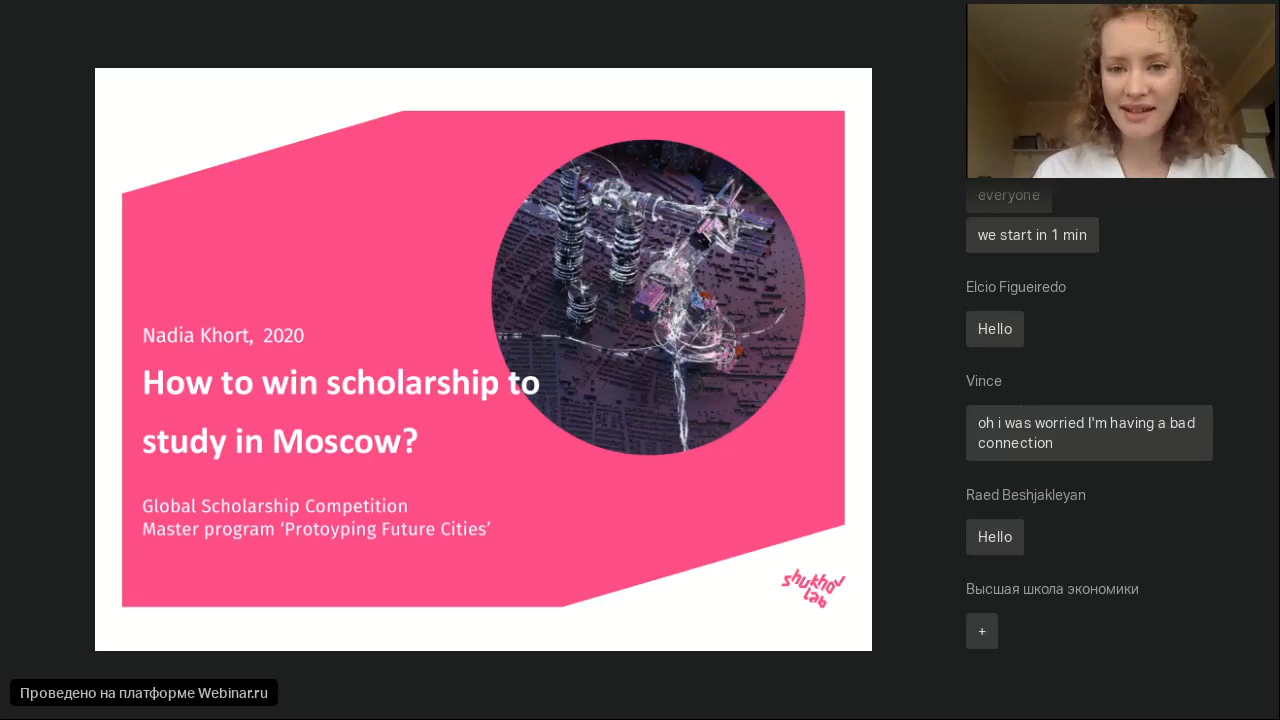 Nadia Khort, 2020
How to win scholarship to
study in Moscow?
Global Scholarship Competition
Master program ‘Protoyping Future Cities’
shukhov
lab
everyone
we start in 1 min
Elcio Figueiredo
Hello
Vince
oh i was worried I'm having a bad
connection
Raed Beshjakleyan
Hello
Высшая школа экономики
+
Проведено на платформе Webinar.ru